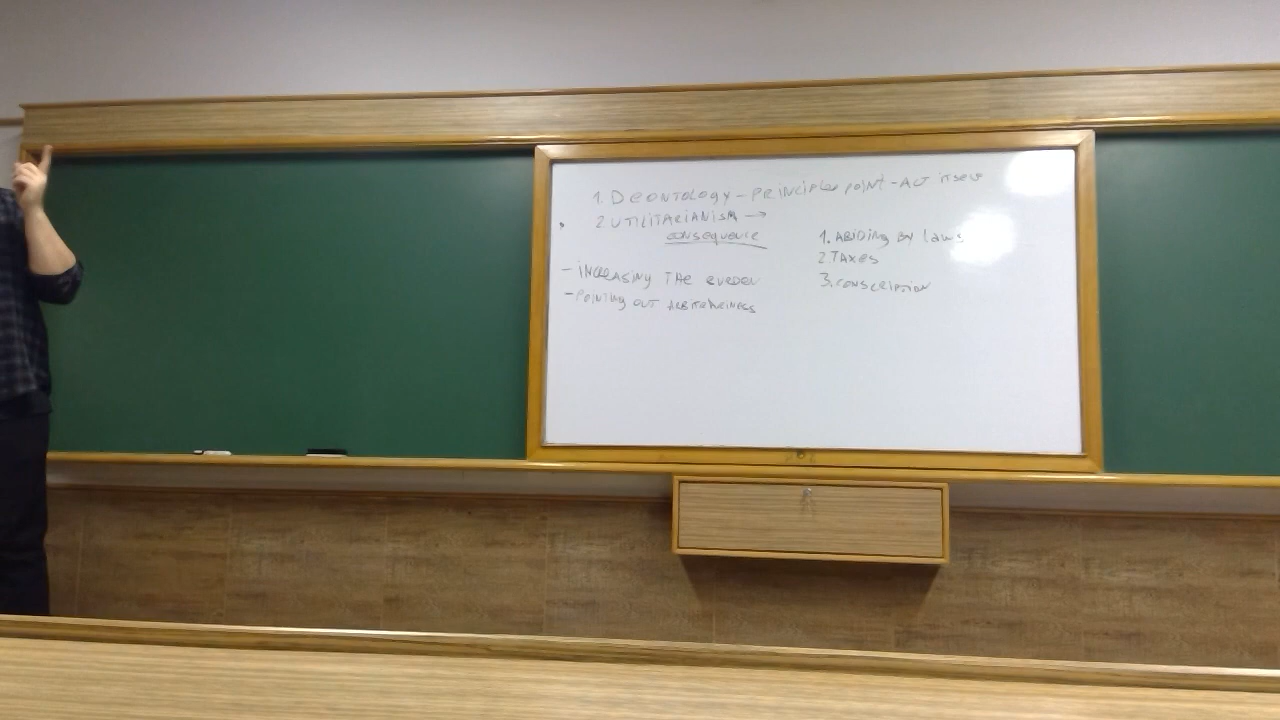 1. DEONTOLOGY - PRINCIPLED POINT - ACT itself
2 UTILITARIANISM →
consequence
- INCREASING THE BURDEN
- POINTING OUT ARBITRARINESS
1. ABIDING BY laws
2 TAXES
3. CONSCRIPTION